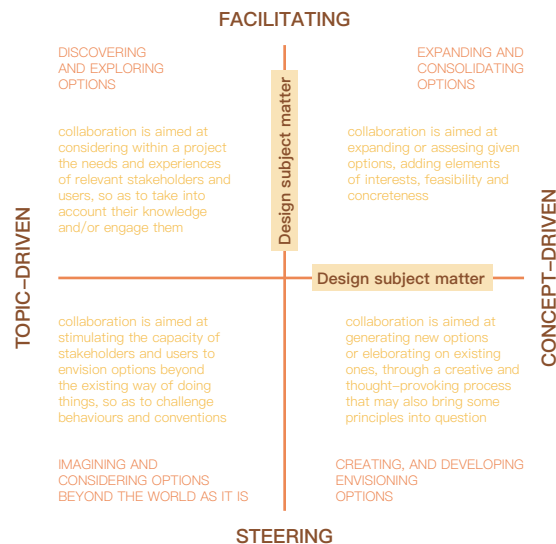 FACILITATING
DISCOVERING
AND EXPLORING
OPTIONS
collaboration is aimed at
considering within a project
the needs and experiences
of relevant stakeholders and
users, so as to take into
account their knowledge
and/or engage them
EXPANDING AND
CONSOLIDATING
OPTIONS
collaboration is aimed at
expanding or assesing given
options, adding elements
of interests, feasibility and
concreteness
Design subject matter
Design subject matter
TOPIC–DRIVEN
CONCEPT–DRIVEN
collaboration is aimed at
stimulating the capacity of
stakeholders and users to
envision options beyond
the existing way of doing
things, so as to challenge
behaviours and conventions
IMAGINING AND
CONSIDERING OPTIONS
BEYOND THE WORLD AS IT IS
collaboration is aimed at
generating new options
or eleborating on existing
ones, through a creative and
thought–provoking process
that may also bring some
principles into question
CREATING, AND DEVELOPING
ENVISIONING
OPTIONS
STEERING